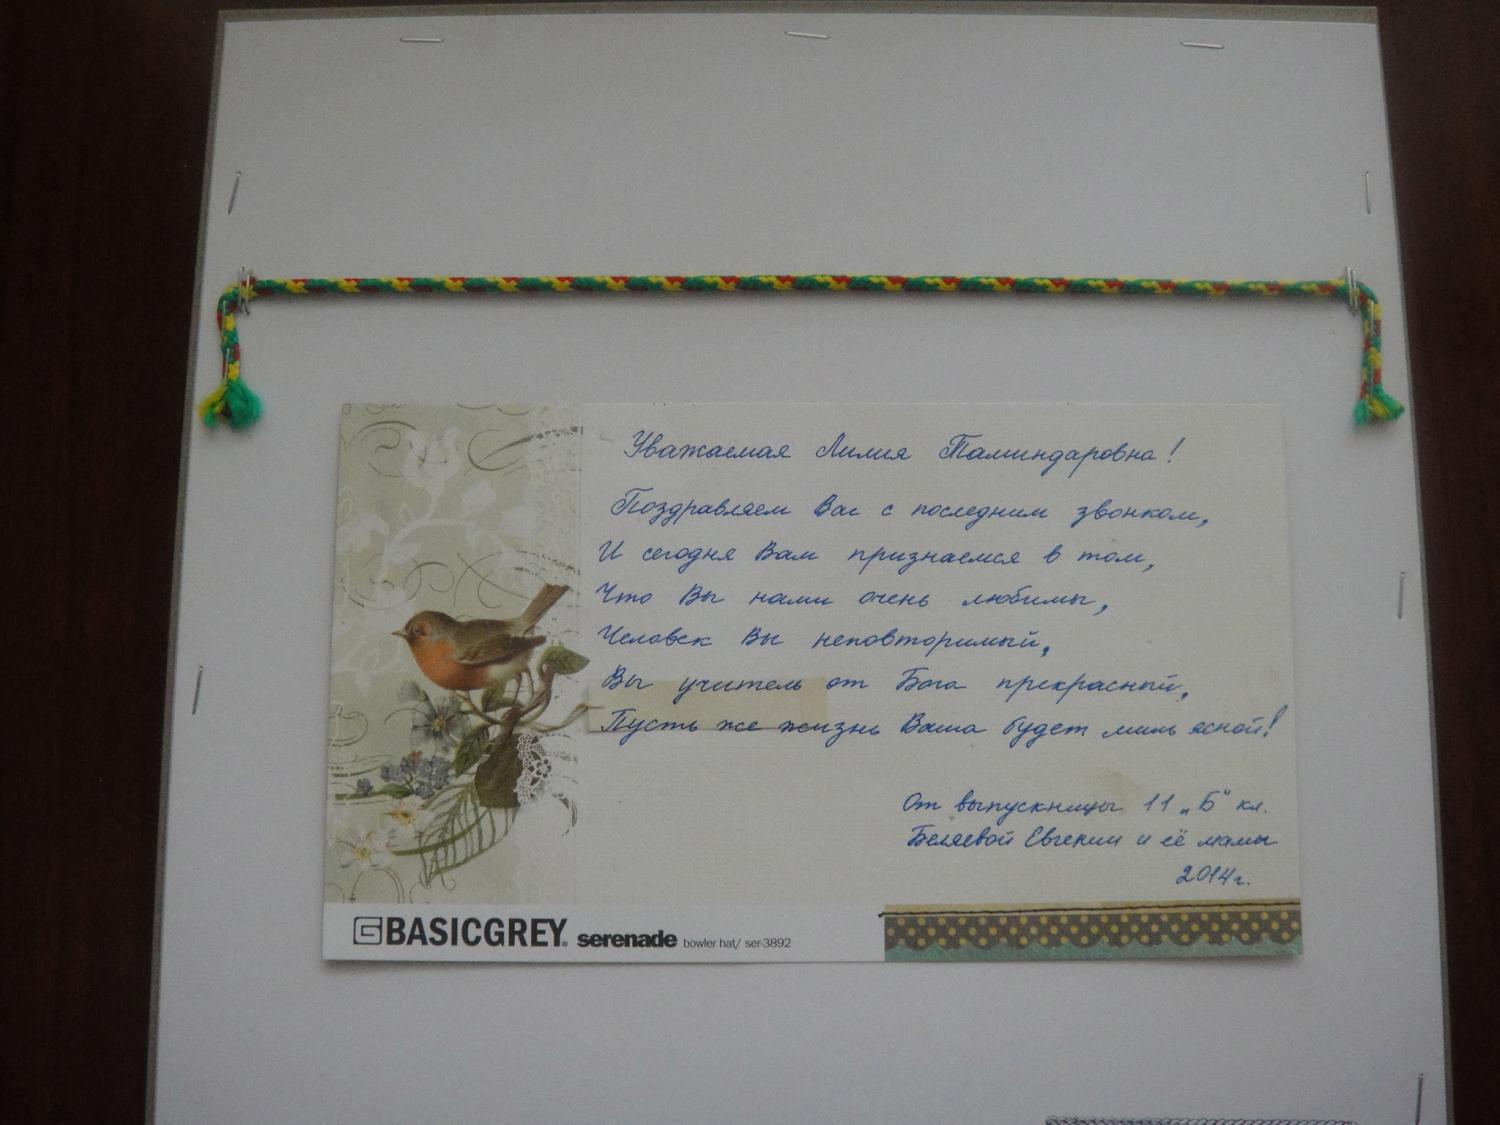 Уважаемая Лилия Таминдаровна!
Поздравляем Вас с последним звонком,
И сегодня Вам признаемся в том,
Что Вы нами очень любимы,
Человек Вы неповторимый,
Вы учитель от Бога прекрасный,
Пусть же жизнь Ваша будет лишь ясной!
От выпускницы 11 „Б“ кл.
Беляевой Евгении и её мамы
2014г.
G BASICGREY. serenade bowler hat/ ser-3892